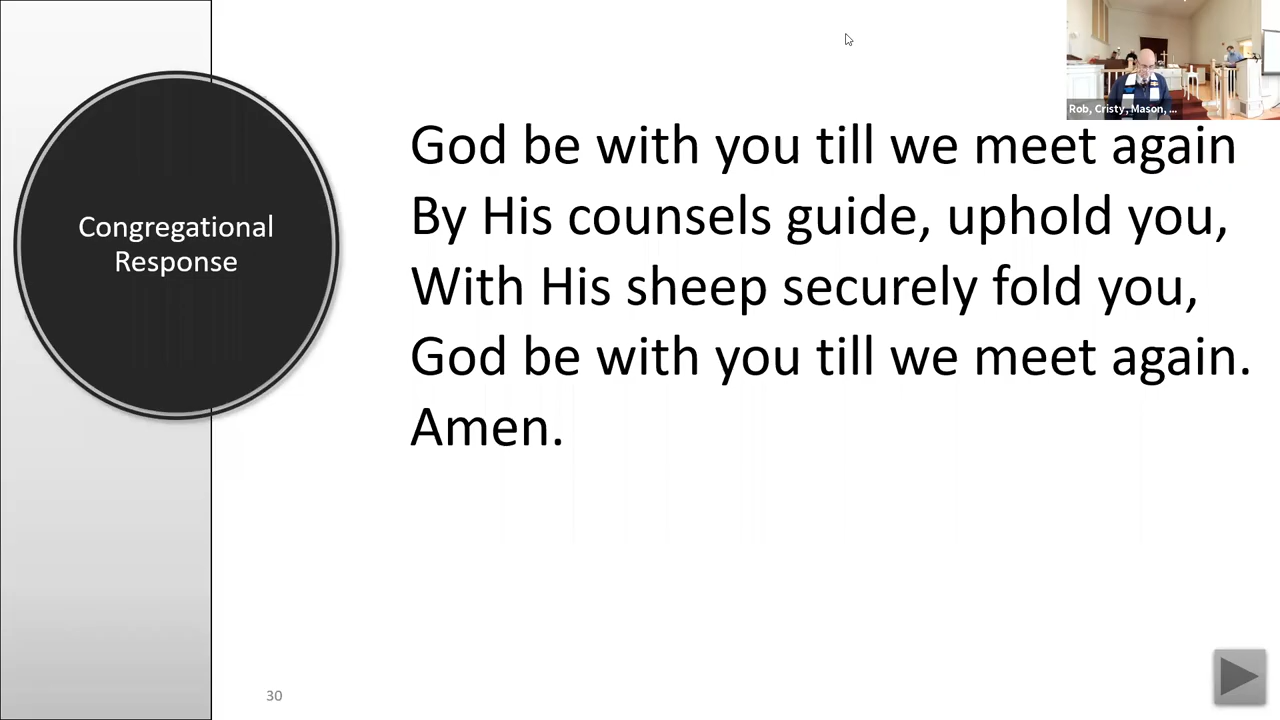 Rob, Cristy, Mason, ...
Congregational
Response
God be with you till we meet again
By His counsels guide, uphold you,
With His sheep securely fold you,
God be with you till we meet again.
Amen.
30